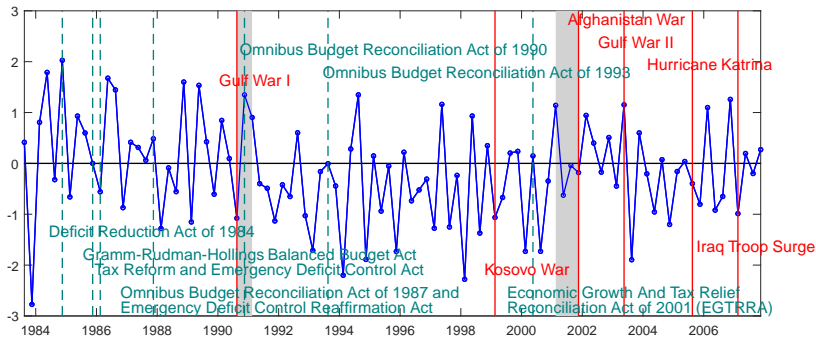 3
2
1
0
-1
-2
-3
Afghanistan War
Gulf War II
Omnibus Budget Reconciliation Act of 1990
Hurricane Katrina
Omnibus Budget Reconciliation Act of 1993
Gulf War I
Deficit Reduction Act of 1984
Iraq Troop Surge
Gramm-Rudman-Hollings Balanced Budget Act
Tax Reform and Emergency Deficit Control Act
Kosovo War
Omnibus Budget Reconciliation Act of 1987 and
Emergency Deficit Control Reaffirmation Act
Economic Growth And Tax Relief
Reconciliation Act of 2001 (EGTRRA)
1984 1986 1988 1990 1992 1994 1996 1998 2000 2002 2004 2006